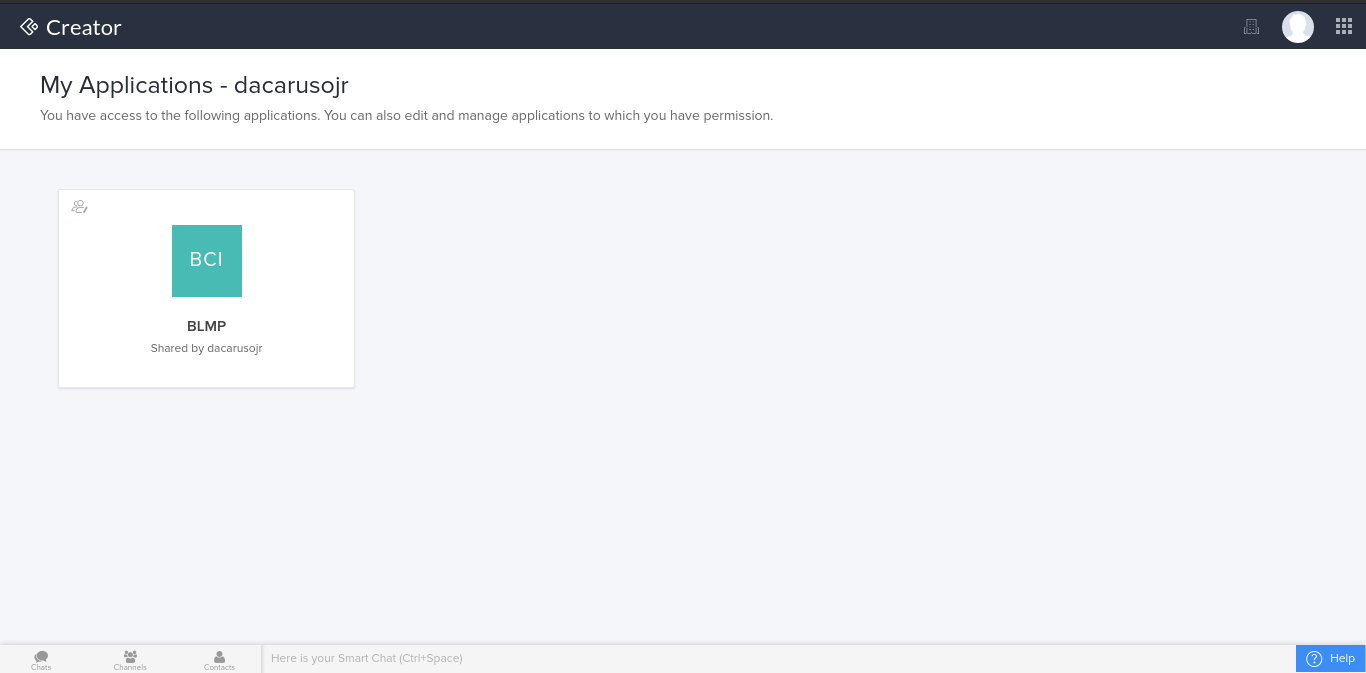 Creator
My Applications - dacarusojr
You have access to the following applications. You can also edit and manage applications to which you have permission.
BCI
BLMP
Shared by dacarusojr
Chats
Channels
Contacts
Here is your Smart Chat (Ctrl+Space)
? Help